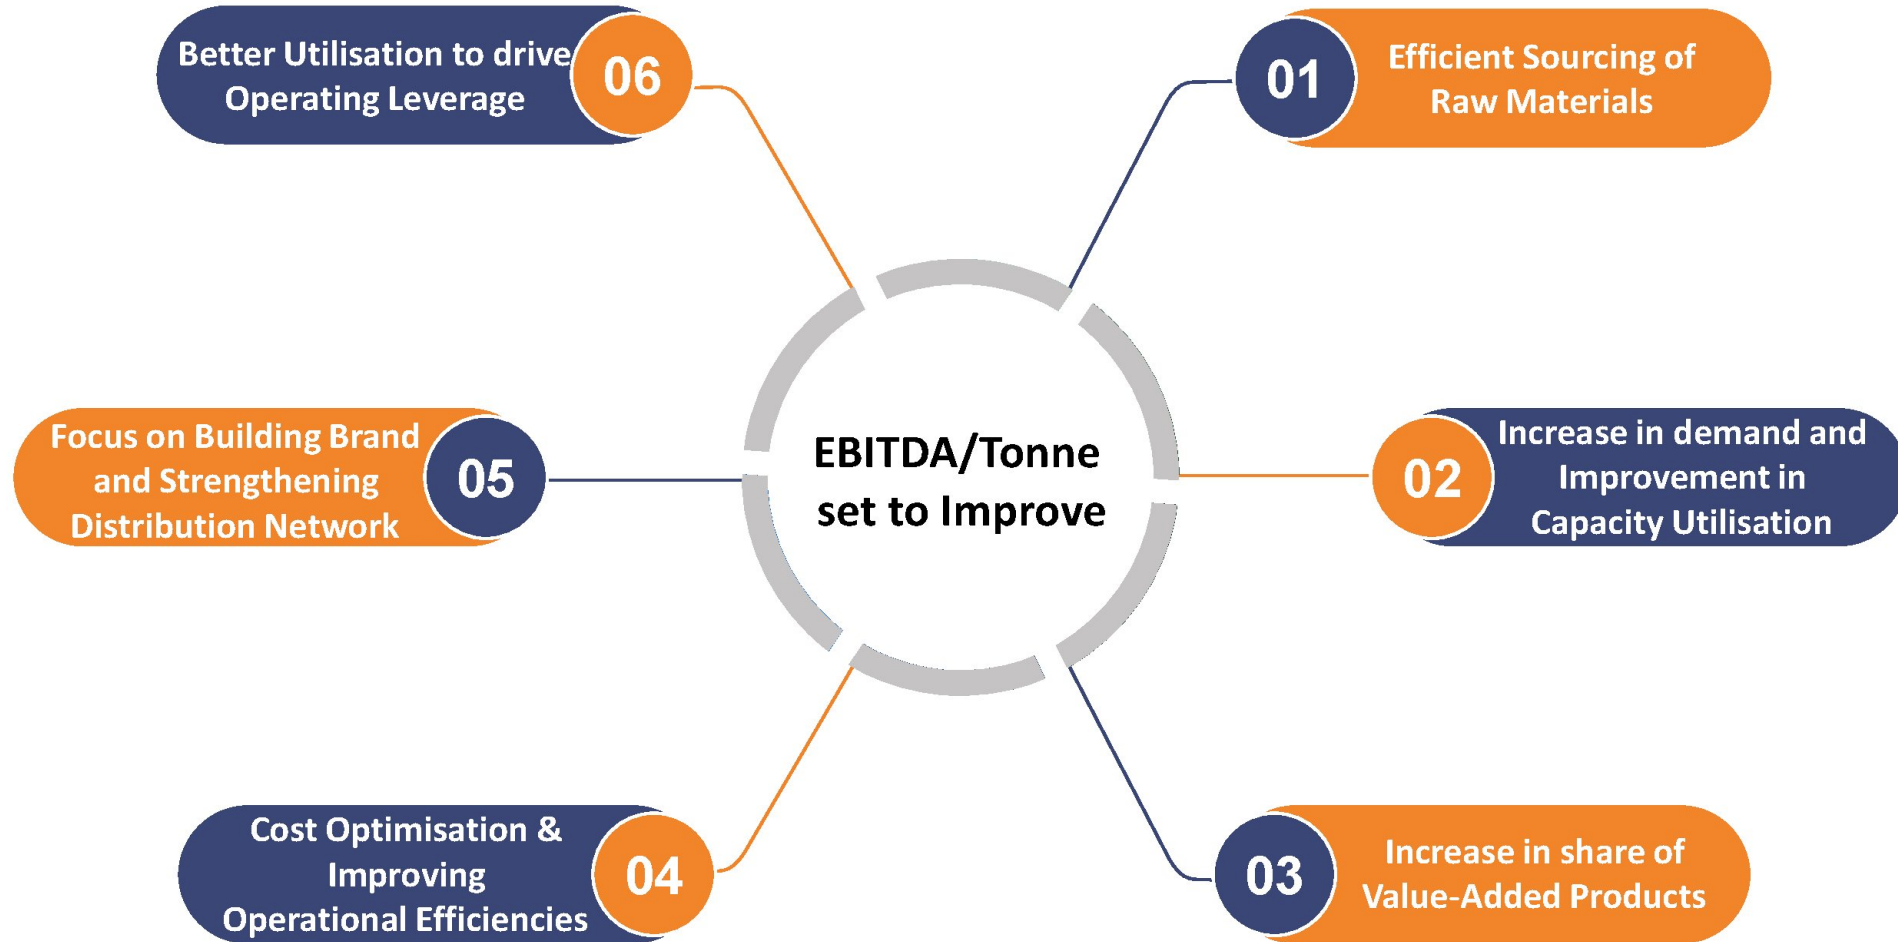 Better Utilisation to drive
Operating Leverage
06
01
Efficient Sourcing of
Raw Materials
Focus on Building Brand
and Strengthening
Distribution Network
05
EBITDA/Tonne
set to Improve
02
Increase in demand and
Improvement in
Capacity Utilisation
Cost Optimisation &
Improving
Operational Efficiencies
04
03
Increase in share of
Value-Added Products